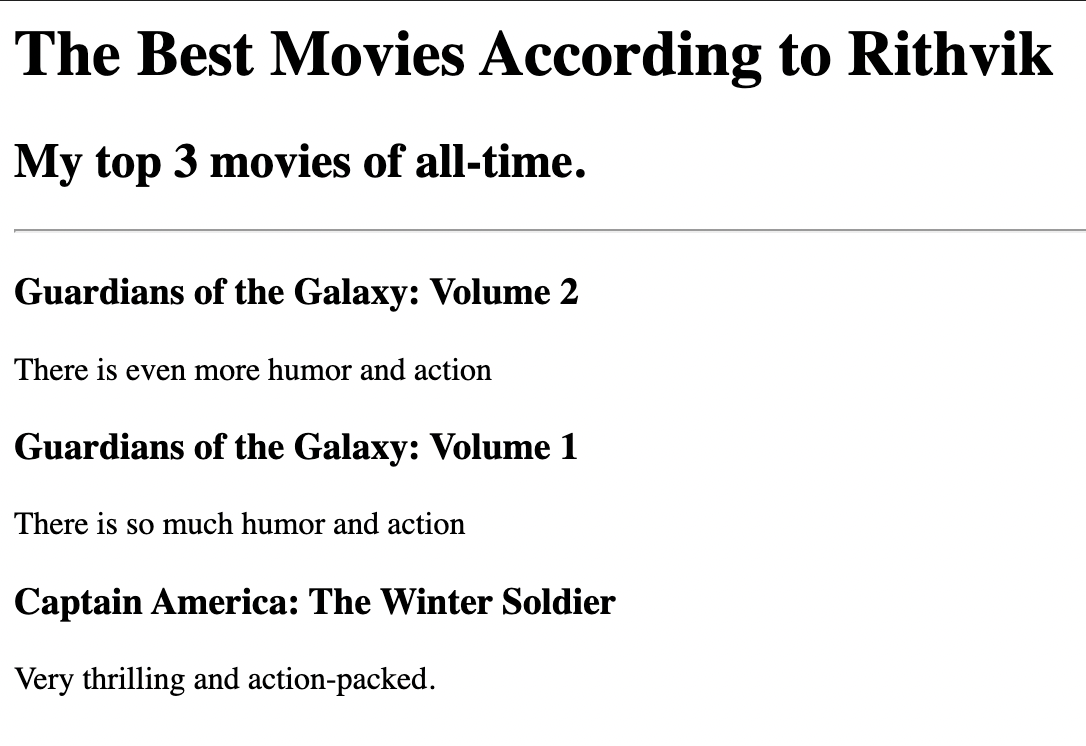 The Best Movies According to Rithvik
My top 3 movies of all-time.
Guardians of the Galaxy: Volume 2
There is even more humor and action
Guardians of the Galaxy: Volume 1
There is so much humor and action
Captain America: The Winter Soldier
Very thrilling and action-packed.